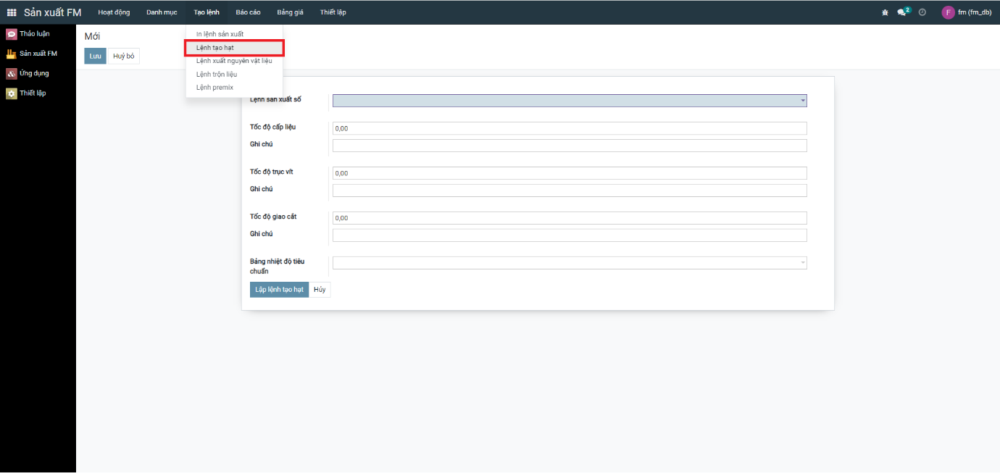 Sản xuất FM Hoạt động Danh mục Tạo lệnh Báo cáo Bảng giá Thiết lập 2 F fm (fm_db)
Thảo luận
Sản xuất FM
Ứng dụng
Thiết lập
Mới
Lưu Huỷ bỏ
In lệnh sản xuất
Lệnh tạo hạt
Lệnh xuất nguyên vật liệu
Lệnh trộn liệu
Lệnh premix
Lệnh sản xuất số
Tốc độ cấp liệu 0,00
Ghi chú
Tốc độ trục vít 0,00
Ghi chú
Tốc độ giao cắt 0,00
Ghi chú
Bảng nhiệt độ tiêu
chuẩn
Lập lệnh tạo hạt Hủy